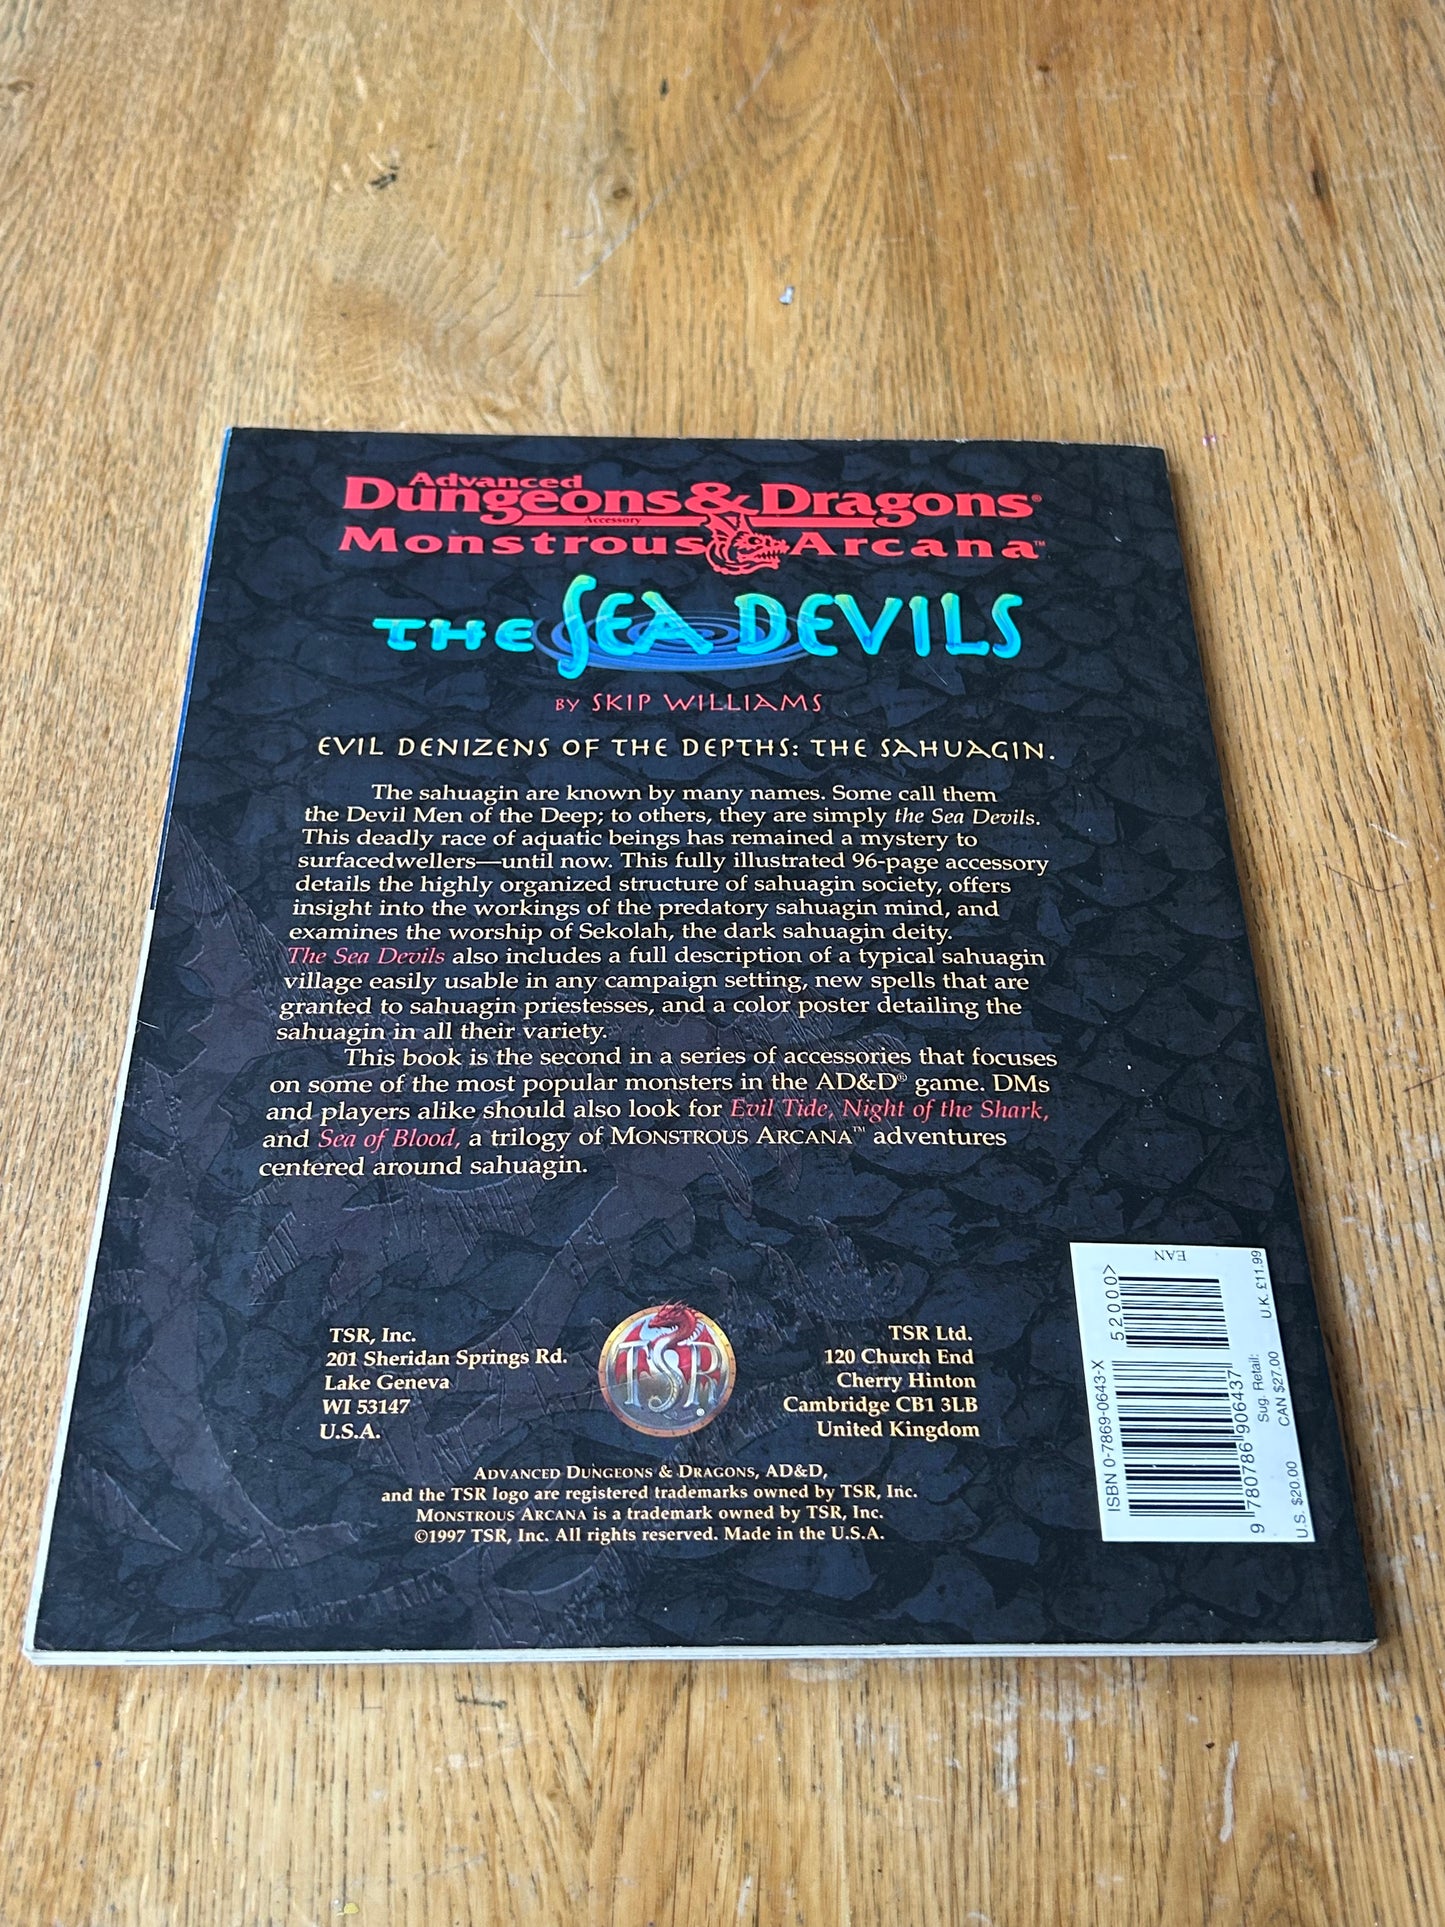 Advanced
Dungeons & Dragons®
Accessory
Monstrous Arcana™
THE SEA DEVILS
BY SKIP WILLIAMS
EVIL DENIZENS OF THE DEPTHS: THE SAHUAGIN.
The sahuagin are known by many names. Some call them
the Devil Men of the Deep; to others, they are simply the Sea Devils.
This deadly race of aquatic beings has remained a mystery to
surfacedwellers—until now. This fully illustrated 96-page accessory
details the highly organized structure of sahuagin society, offers
insight into the workings of the predatory sahuagin mind, and
examines the worship of Sekolah, the dark sahuagin deity.
The Sea Devils also includes a full description of a typical sahuagin
village easily usable in any campaign setting, new spells that are
granted to sahuagin priestesses, and a color poster detailing the
sahuagin in all their variety.
This book is the second in a series of accessories that focuses
on some of the most popular monsters in the AD&D® game. DMs
and players alike should also look for Evil Tide, Night of the Shark,
and Sea of Blood, a trilogy of MONSTROUS ARCANA™ adventures
centered around sahuagin.
TSR, Inc.
201 Sheridan Springs Rd.
Lake Geneva
WI 53147
U.S.A.
TSR®
TSR Ltd.
120 Church End
Cherry Hinton
Cambridge CB1 3LB
United Kingdom
ADVANCED DUNGEONS & DRAGONS, AD&D,
and the TSR logo are registered trademarks owned by TSR, Inc.
MONSTROUS ARCANA is a trademark owned by TSR, Inc.
©1997 TSR, Inc. All rights reserved. Made in the U.S.A.
EAN
52000>
ISBN 0-7869-0643-X
9 780786 906437
Sug. Retail:
U.S. $20.00 CAN $27.00 U.K. £11.99